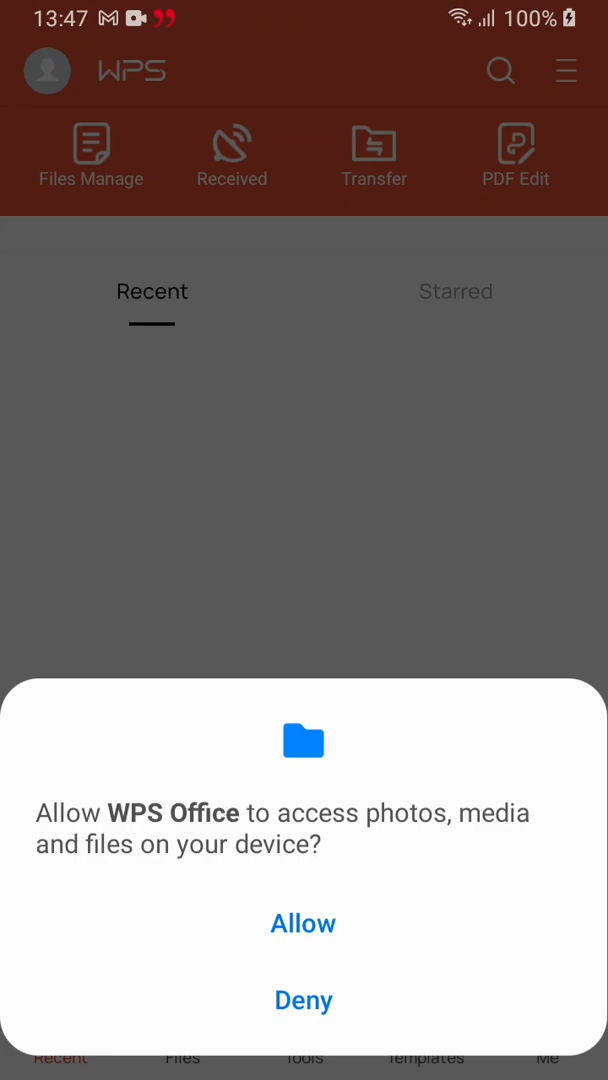 13:47 100%
WPS
Files Manage Received Transfer PDF Edit
Recent Starred
Allow WPS Office to access photos, media
and files on your device?
Allow
Deny
Recent Files Tools Templates Me